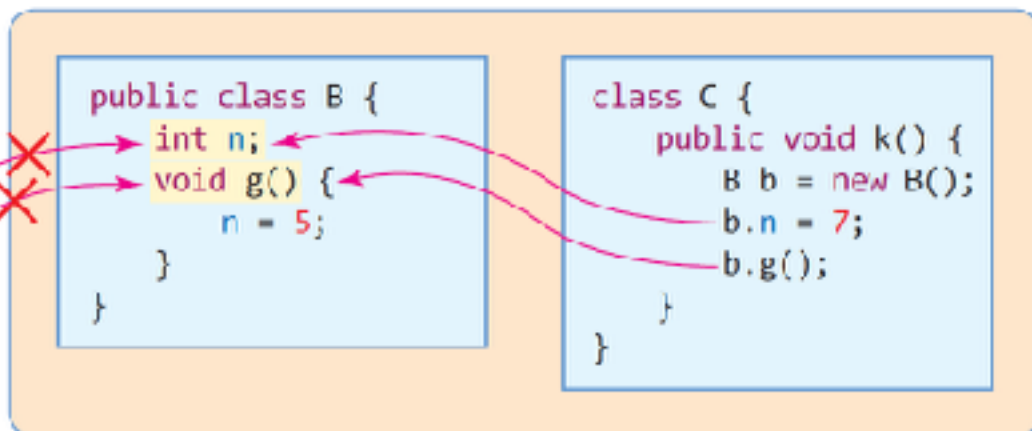 public class B {
int n;
void g() {
n = 5;
}
}
class C {
public void k() {
B b = new B();
b.n = 7;
b.g();
}
}